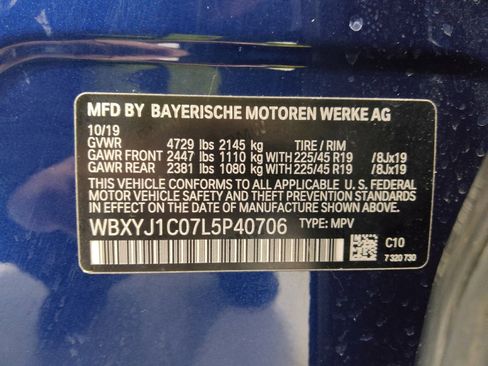 MFD BY BAYERISCHE MOTOREN WERKE AG
10/19
GVWR 4729 lbs 2145 kg TIRE / RIM
GAWR FRONT 2447 lbs 1110 kg WITH 225/45 R19 /8Jx19
GAWR REAR 2381 lbs 1080 kg WITH 225/45 R19 /8Jx19
THIS VEHICLE CONFORMS TO ALL APPLICABLE U.S. FEDERAL
MOTOR VEHICLE SAFETY, BUMPER, AND THEFT PREVENTION
STANDARDS IN EFFECT ON THE DATE OF MANUFACTURE SHOWN ABOVE.
WBXYJ1C07L5P40706 TYPE: MPV
C10
7 320 730